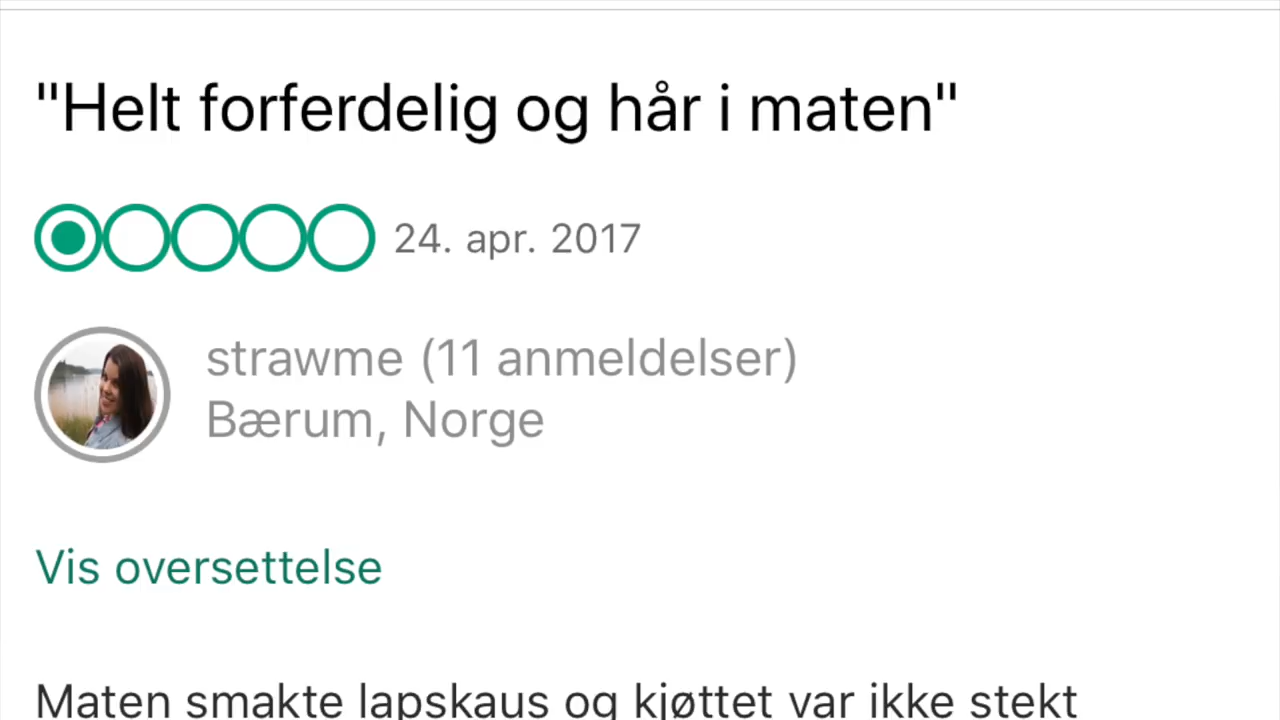 "Helt forferdelig og hår i maten"
24. apr. 2017
strawme (11 anmeldelser)
Bærum, Norge
Vis oversettelse
Maten smakte lapskaus og kjøttet var ikke stekt